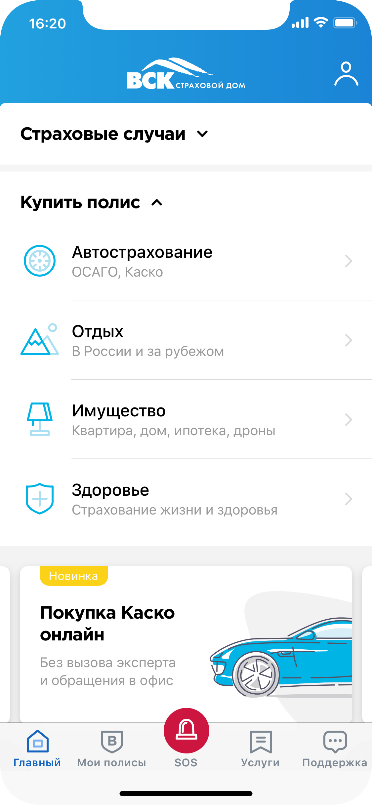 16:20
ВСК СТРАХОВОЙ ДОМ
Страховые случаи
Купить полис
Автострахование
ОСАГО, Каско
Отдых
В России и за рубежом
Имущество
Квартира, дом, ипотека, дроны
Здоровье
Страхование жизни и здоровья
Новинка
Покупка Каско
онлайн
Без вызова эксперта
и обращения в офис
В
Главный Мои полисы SOS Услуги Поддержка